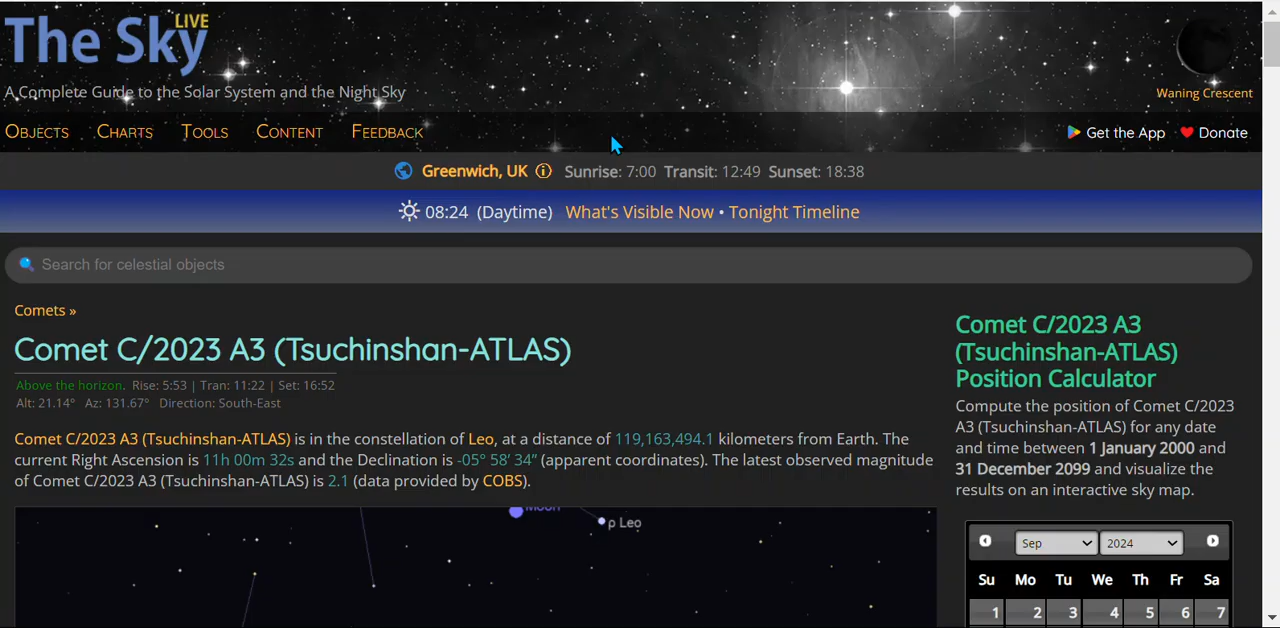 The Sky LIVE
A Complete Guide to the Solar System and the Night Sky
Waning Crescent
OBJECTS CHARTS TOOLS CONTENT FEEDBACK
Get the App Donate
Greenwich, UK Sunrise: 7:00 Transit: 12:49 Sunset: 18:38
08:24 (Daytime) What's Visible Now • Tonight Timeline
Search for celestial objects
Comets »
Comet C/2023 A3 (Tsuchinshan-ATLAS)
Above the horizon. Rise: 5:53 | Tran: 11:22 | Set: 16:52
Alt: 21.14° Az: 131.67° Direction: South-East
Comet C/2023 A3 (Tsuchinshan-ATLAS) is in the constellation of Leo, at a distance of 119,163,494.1 kilometers from Earth. The
current Right Ascension is 11h 00m 32s and the Declination is -05° 58' 34" (apparent coordinates). The latest observed magnitude
of Comet C/2023 A3 (Tsuchinshan-ATLAS) is 2.1 (data provided by COBS).
Moon
ρ Leo
Comet C/2023 A3
(Tsuchinshan-ATLAS)
Position Calculator
Compute the position of Comet C/2023
A3 (Tsuchinshan-ATLAS) for any date
and time between 1 January 2000 and
31 December 2099 and visualize the
results on an interactive sky map.
Sep 2024
Su Mo Tu We Th Fr Sa
1 2 3 4 5 6 7